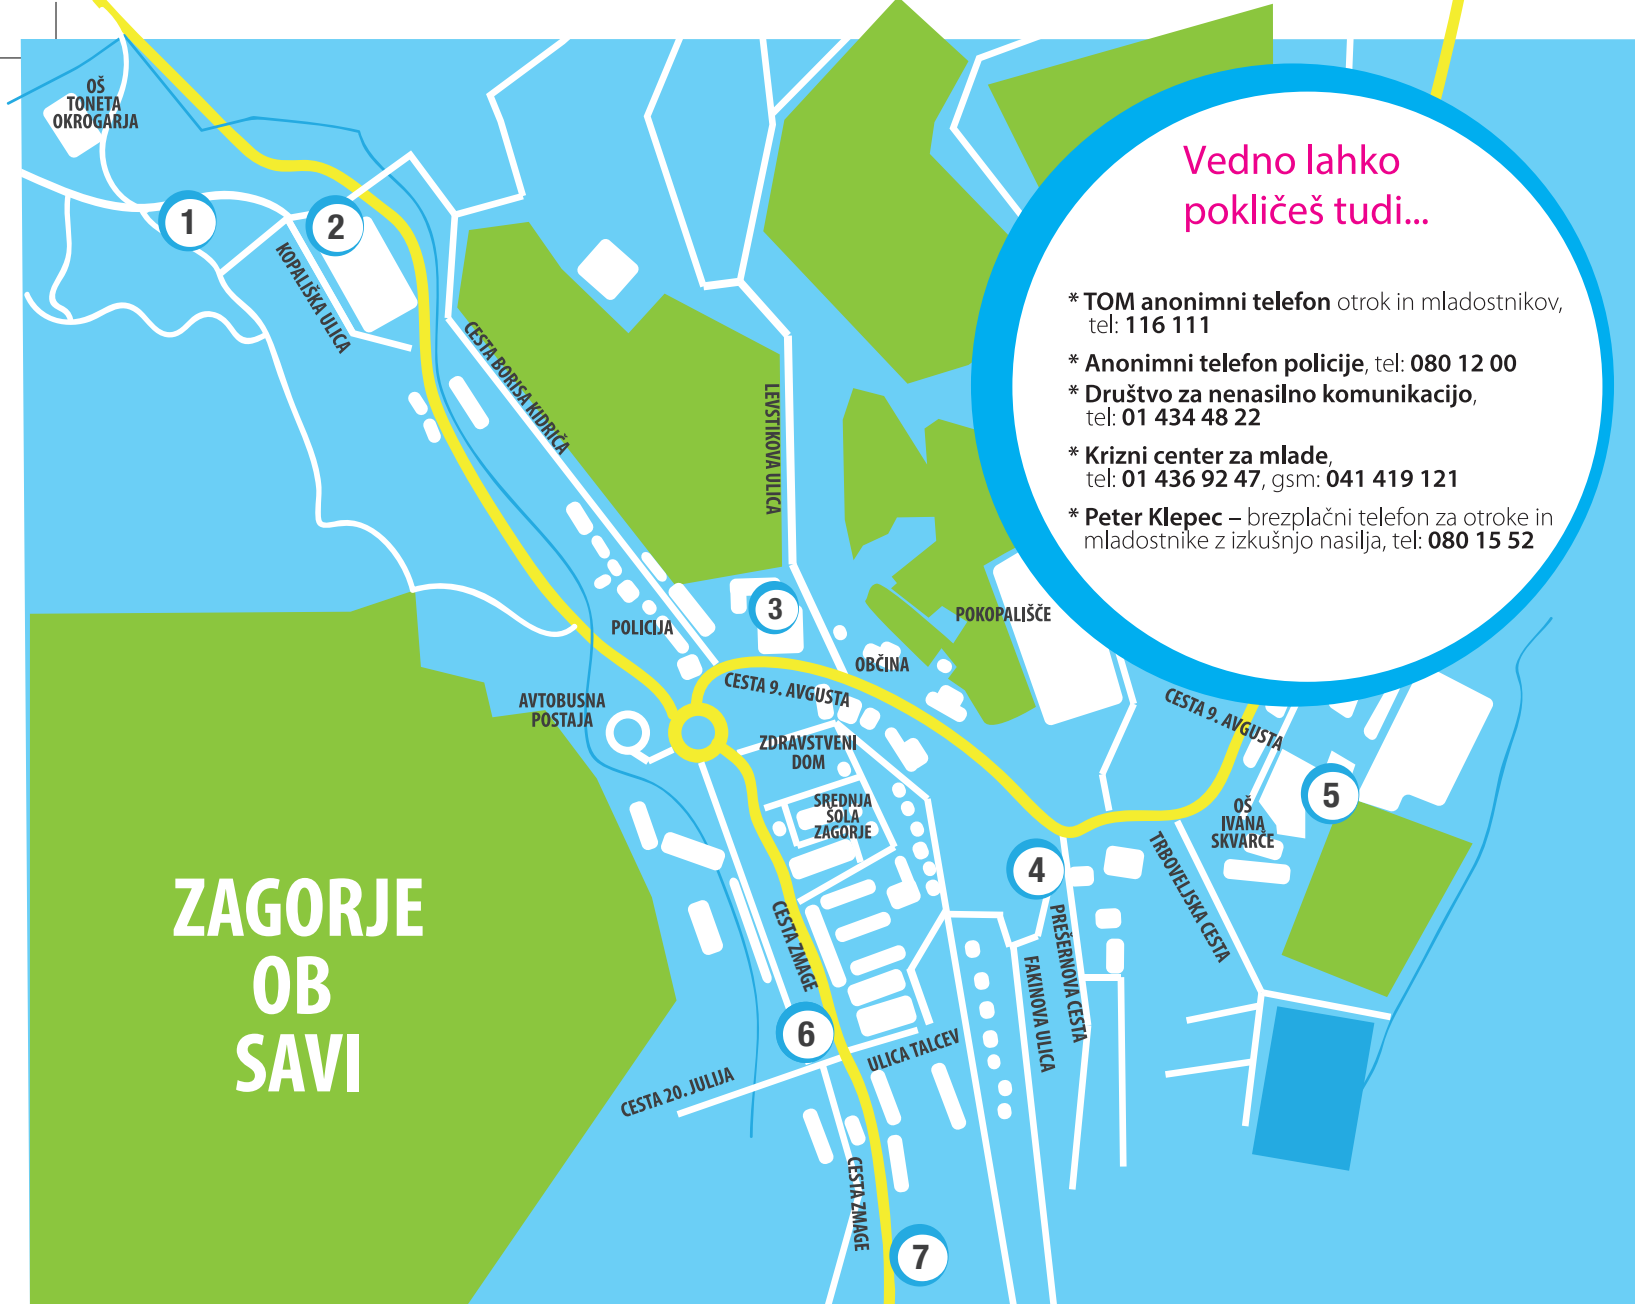 OŠ
TONETA
OKROGARJA
1
2
KOPALIŠKA ULICA
CESTA BORISA KIDRIČA
LEVSTIKOVA ULICA
Vedno lahko
pokličeš tudi...
* TOM anonimni telefon otrok in mladostnikov,
tel: 116 111
* Anonimni telefon policije, tel: 080 12 00
* Društvo za nenasilno komunikacijo,
tel: 01 434 48 22
* Krizni center za mlade,
tel: 01 436 92 47, gsm: 041 419 121
* Peter Klepec – brezplačni telefon za otroke in
mladostnike z izkušnjo nasilja, tel: 080 15 52
3
POLICIJA
POKOPALIŠČE
OBČINA
CESTA 9. AVGUSTA
CESTA 9. AVGUSTA
AVTOBUSNA
POSTAJA
ZDRAVSTVENI
DOM
SREDNJA
ŠOLA
ZAGORJE
OŠ
IVANA
SKVARČE
5
4
TRBOVELJSKA CESTA
PREŠERNOVA CESTA
FAKINOVA ULICA
CESTA ZMAGE
ZAGORJE
OB
SAVI
6
ULICA TALCEV
CESTA 20. JULIJA
CESTA ZMAGE
7